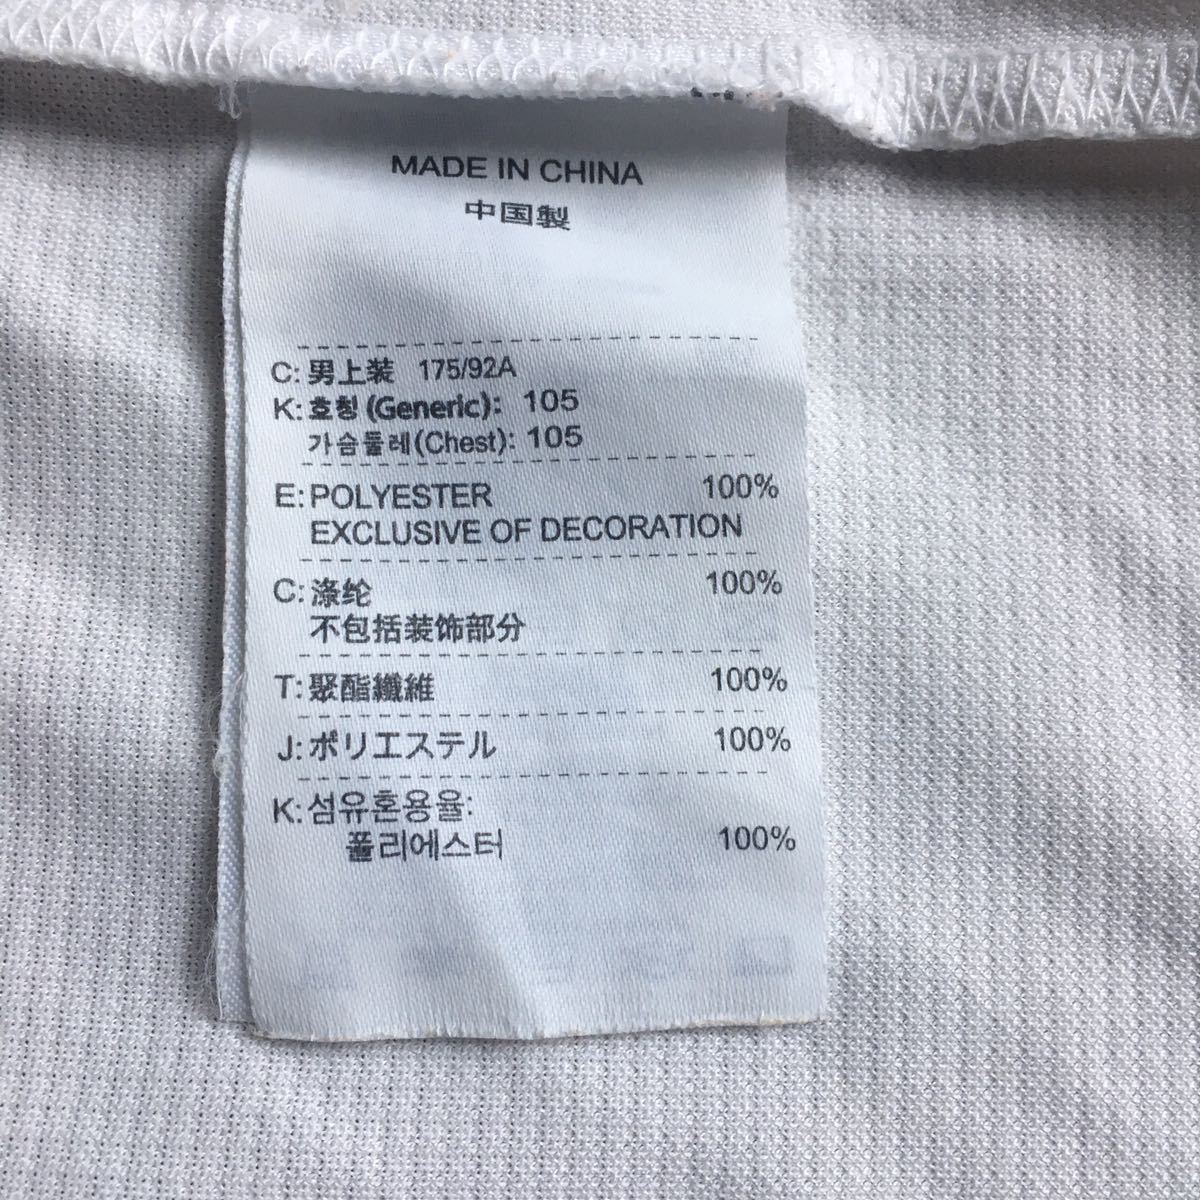 MADE IN CHINA
中国製
C: 男上装 175/92A
K: 호칭 (Generic): 105
가슴둘레(Chest): 105
E: POLYESTER 100%
EXCLUSIVE OF DECORATION
C: 涤纶 100%
不包括装饰部分
T: 聚酯纖維 100%
J: ポリエステル 100%
K: 섬유혼용율:
폴리에스터 100%